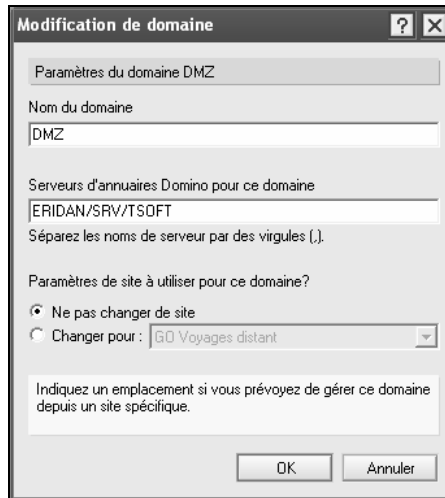 Modification de domaine
Paramètres du domaine DMZ
Nom du domaine
DMZ
Serveurs d'annuaires Domino pour ce domaine
ERIDAN/SRV/TSOFT
Séparez les noms de serveur par des virgules (,).
Paramètres de site à utiliser pour ce domaine?
Ne pas changer de site
Changer pour : GO Voyages distant
Indiquez un emplacement si vous prévoyez de gérer ce domaine
depuis un site spécifique.
OK Annuler